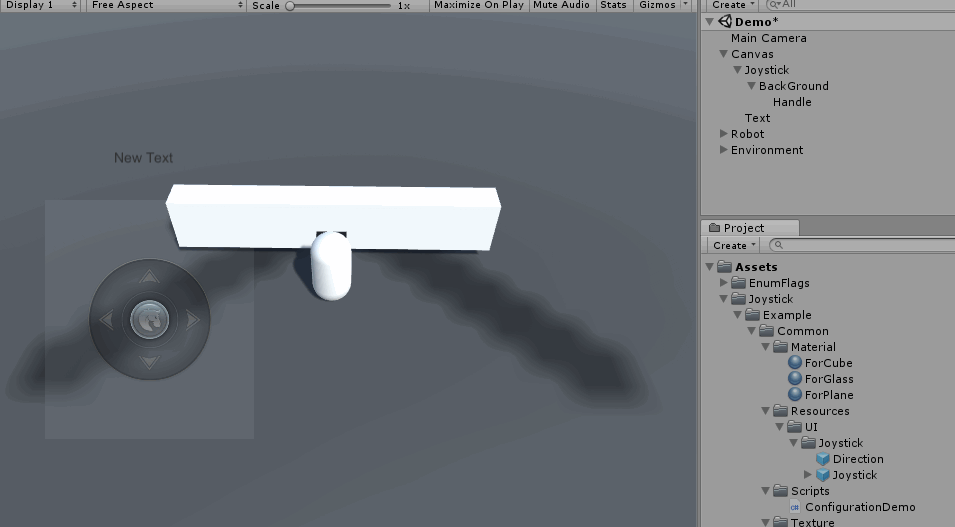 Display 1 Free Aspect Scale 1x Maximize On Play Mute Audio Stats Gizmos
Create All
Demo*
Main Camera
Canvas
Joystick
BackGround
Handle
Text
Robot
Environment
New Text
Project
Create
Assets
EnumFlags
Joystick
Example
Common
Material
ForCube
ForGlass
ForPlane
Resources
UI
Joystick
Direction
Joystick
Scripts
C#
ConfigurationDemo
Texture